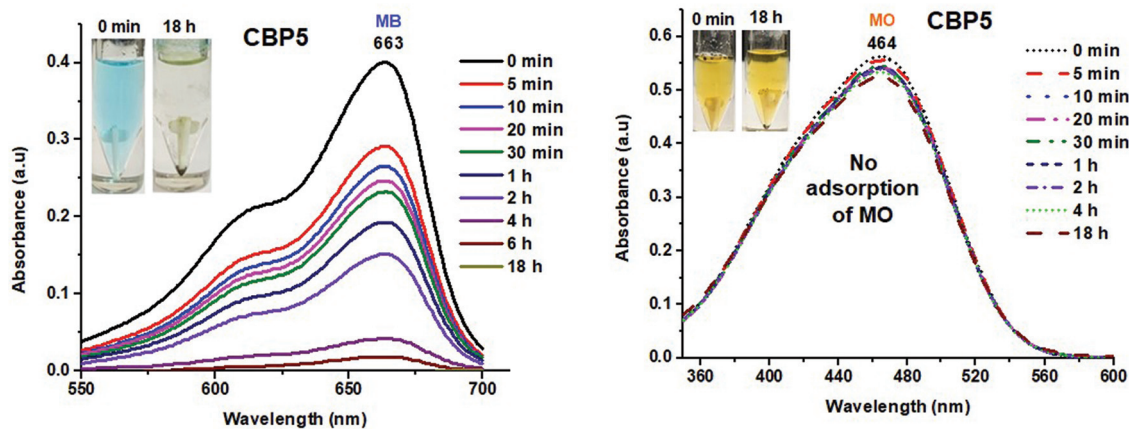 0 min
18 h
CBP5
MB
663
0 min
5 min
10 min
20 min
30 min
1 h
2 h
4 h
6 h
18 h
0.4
0.3
0.2
0.1
0.0
Absorbance (a.u)
550
600
650
700
Wavelength (nm)
0 min
18 h
MO
464
CBP5
0 min
5 min
10 min
20 min
30 min
1 h
2 h
4 h
18 h
No
adsorption
of MO
0.6
0.5
0.4
0.3
0.2
0.1
0.0
Absorbance (a.u)
360
400
440
480
520
560
600
Wavelength (nm)